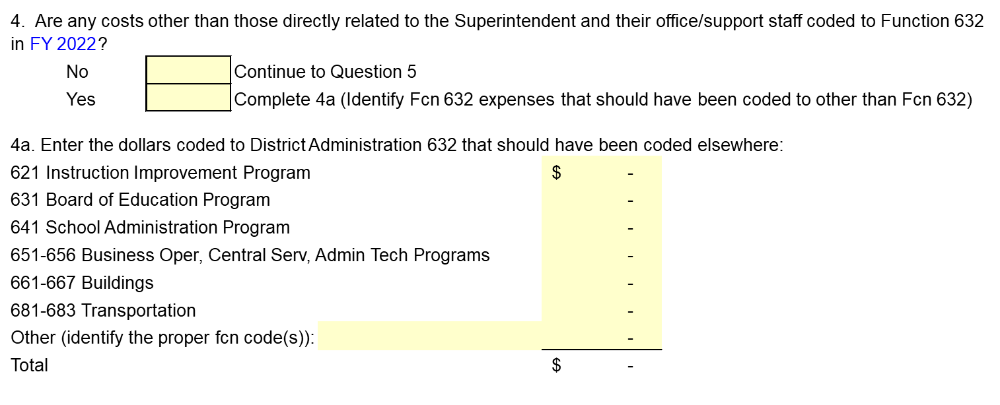 4. Are any costs other than those directly related to the Superintendent and their office/support staff coded to Function 632
in FY 2022?
No Continue to Question 5
Yes Complete 4a (Identify Fcn 632 expenses that should have been coded to other than Fcn 632)
4a. Enter the dollars coded to District Administration 632 that should have been coded elsewhere:
621 Instruction Improvement Program $ -
631 Board of Education Program -
641 School Administration Program -
651-656 Business Oper, Central Serv, Admin Tech Programs -
661-667 Buildings -
681-683 Transportation -
Other (identify the proper fcn code(s)): -
Total $ -